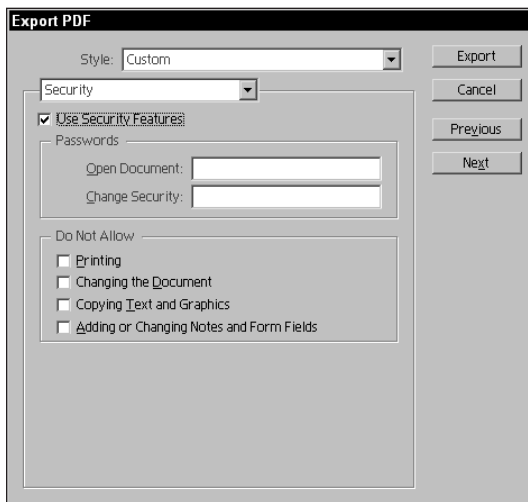 Export PDF
Style: Custom
Export
Security
Cancel
Use Security Features
Previous
Passwords
Open Document:
Next
Change Security:
Do Not Allow
Printing
Changing the Document
Copying Text and Graphics
Adding or Changing Notes and Form Fields